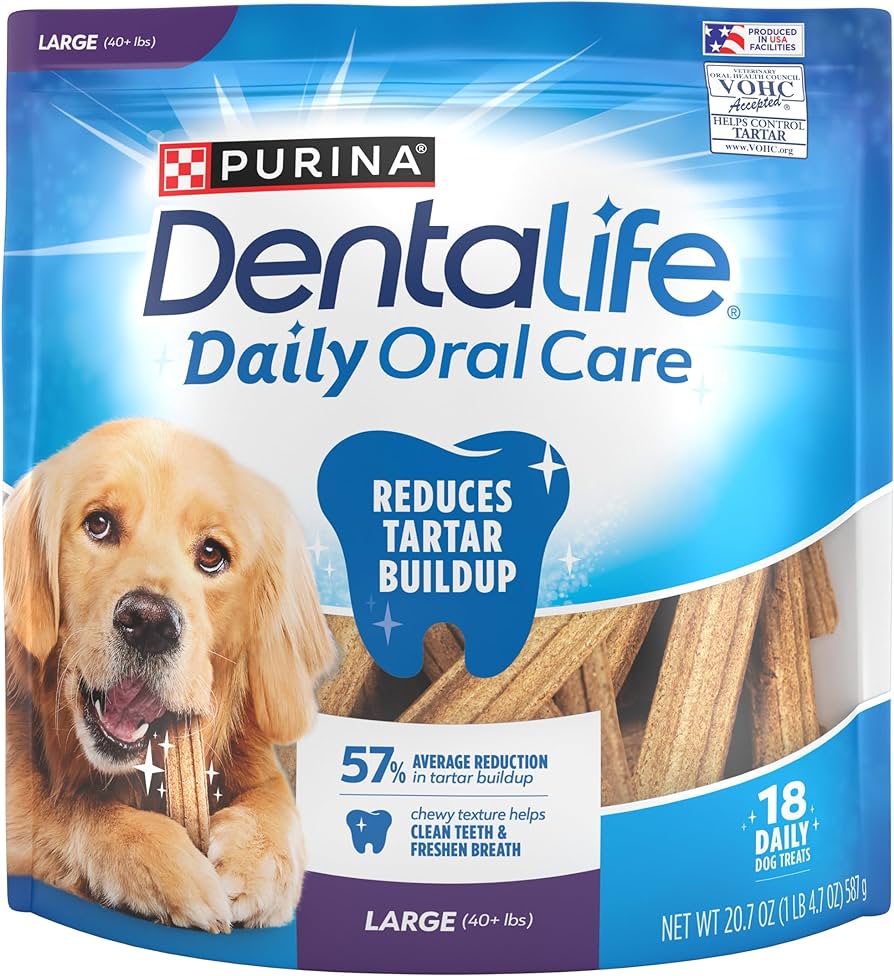 LARGE (40+ lbs)
PRODUCED
IN USA
FACILITIES
VETERINARY
ORAL HEALTH COUNCIL
VOHC
Accepted®
HELPS CONTROL
TARTAR
www.VOHC.org
PURINA®
DentaLife®
Daily Oral Care
REDUCES
TARTAR
BUILDUP
57% AVERAGE REDUCTION
in tartar buildup
chewy texture helps
CLEAN TEETH &
FRESHEN BREATH
18
DAILY
DOG TREATS
LARGE (40+ lbs)
NET WT 20.7 OZ (1 LB 4.7 OZ) 587 g